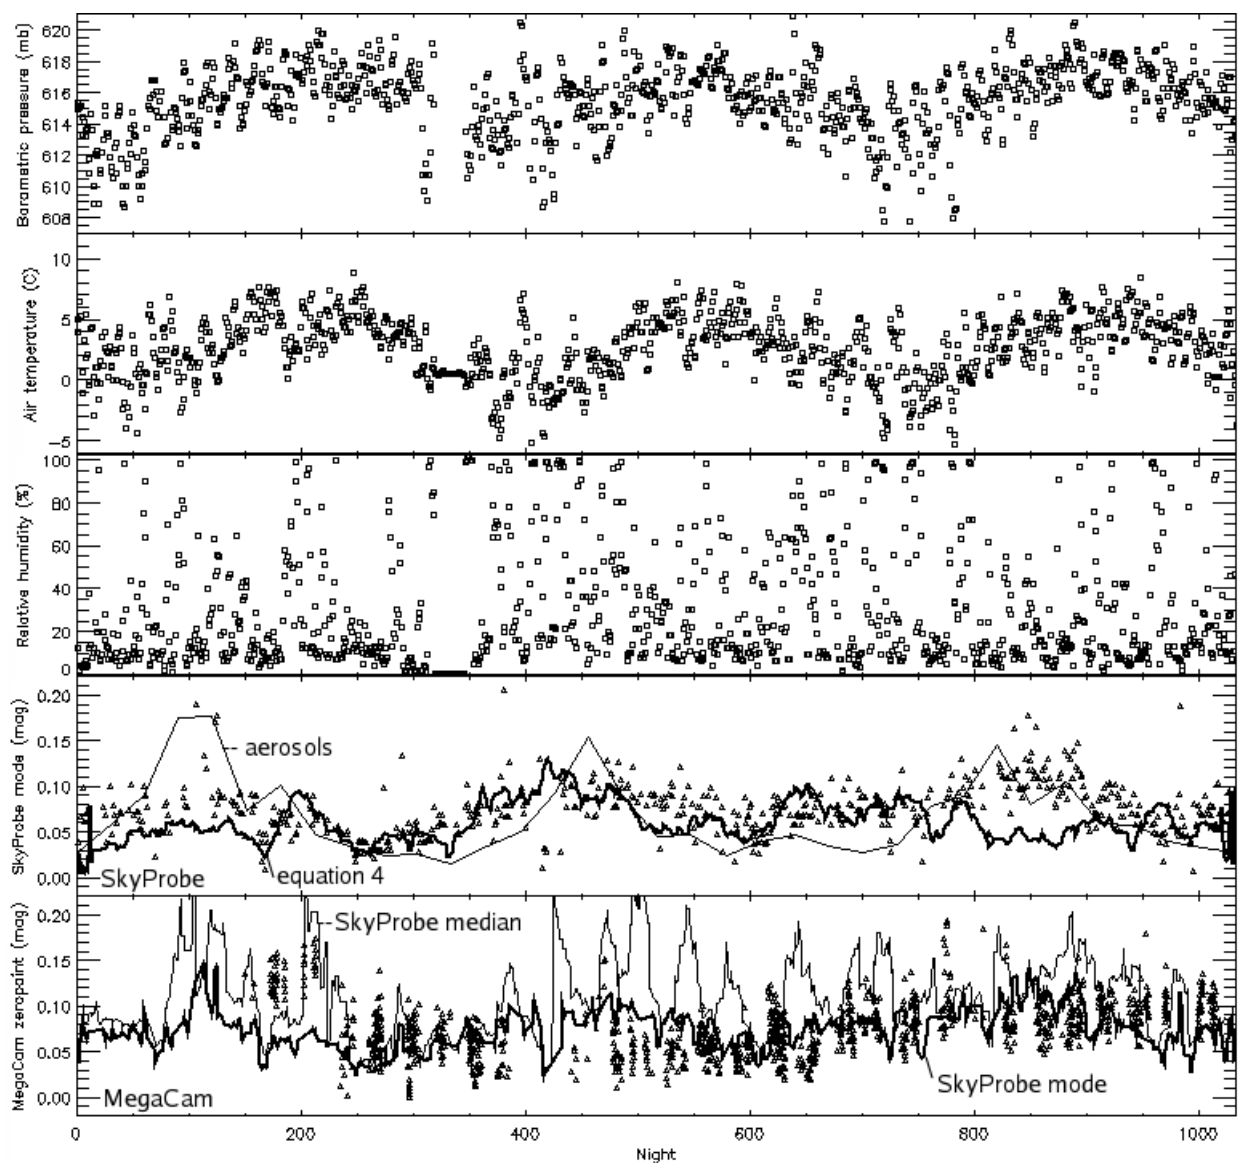 Barometric pressure (mb)
620
618
616
614
612
610
608
Air temperature (C)
10
5
0
−5
Relative humidity (%)
100
80
60
40
20
0
SkyProbe mode (mag)
0.20
0.15
0.10
0.05
0.00
aerosols
equation 4
SkyProbe
MegaCam zeropoint (mag)
0.20
0.15
0.10
0.05
0.00
SkyProbe median
SkyProbe mode
MegaCam
0
200
400
600
800
1000
Night